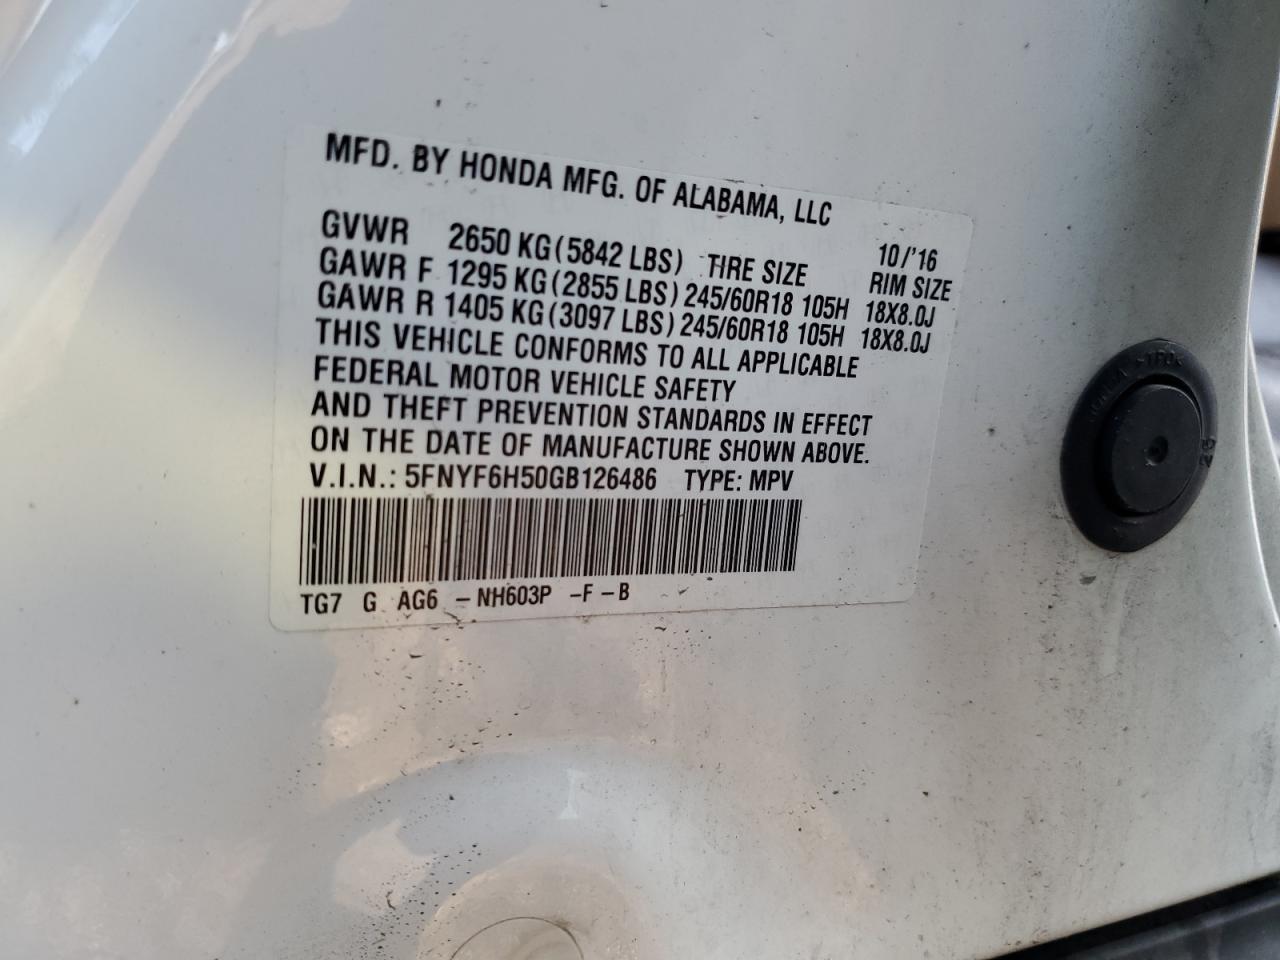 MFD. BY HONDA MFG. OF ALABAMA, LLC
10/'16
GVWR 2650 KG(5842 LBS) TIRE SIZE RIM SIZE
GAWR F 1295 KG(2855 LBS) 245/60R18 105H 18X8.0J
GAWR R 1405 KG(3097 LBS) 245/60R18 105H 18X8.0J
THIS VEHICLE CONFORMS TO ALL APPLICABLE
FEDERAL MOTOR VEHICLE SAFETY
AND THEFT PREVENTION STANDARDS IN EFFECT
ON THE DATE OF MANUFACTURE SHOWN ABOVE.
V.I.N.: 5FNYF6H50GB126486 TYPE: MPV
TG7 G AG6 -NH603P -F-B
>TPO<